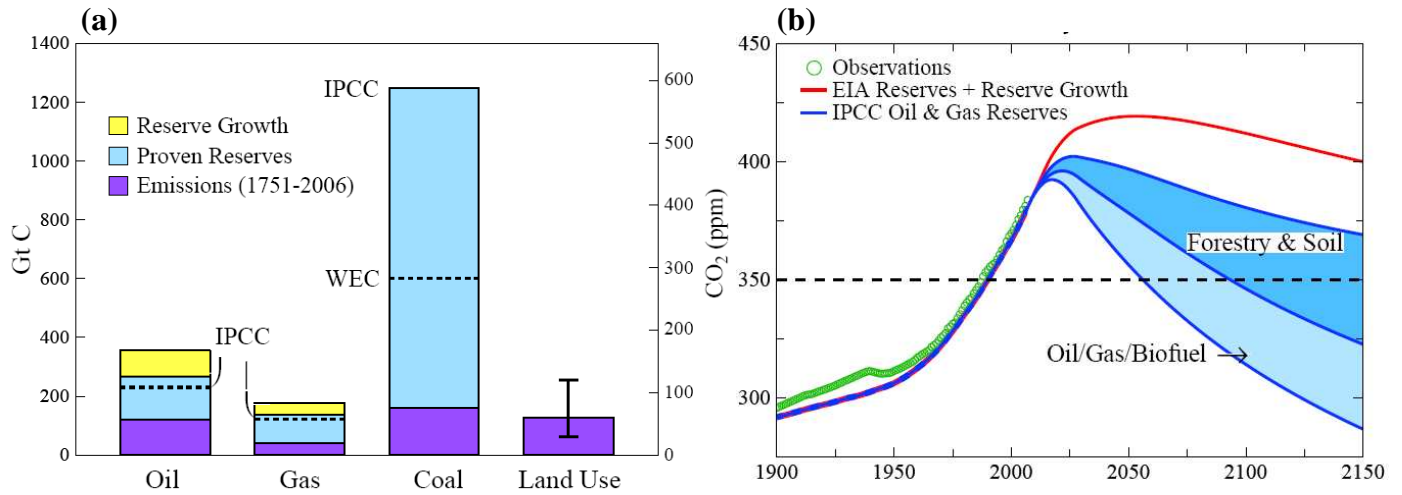 (a)
1400
1200
1000
800
600
400
200
0
Gt C
Reserve Growth
Proven Reserves
Emissions (1751-2006)
IPCC
WEC
IPCC
600
500
400
300
200
100
0
CO2 (ppm)
Oil
Gas
Coal
Land Use
(b)
450
400
350
300
Observations
EIA Reserves + Reserve Growth
IPCC Oil & Gas Reserves
Forestry & Soil
Oil/Gas/Biofuel →
1900
1950
2000
2050
2100
2150